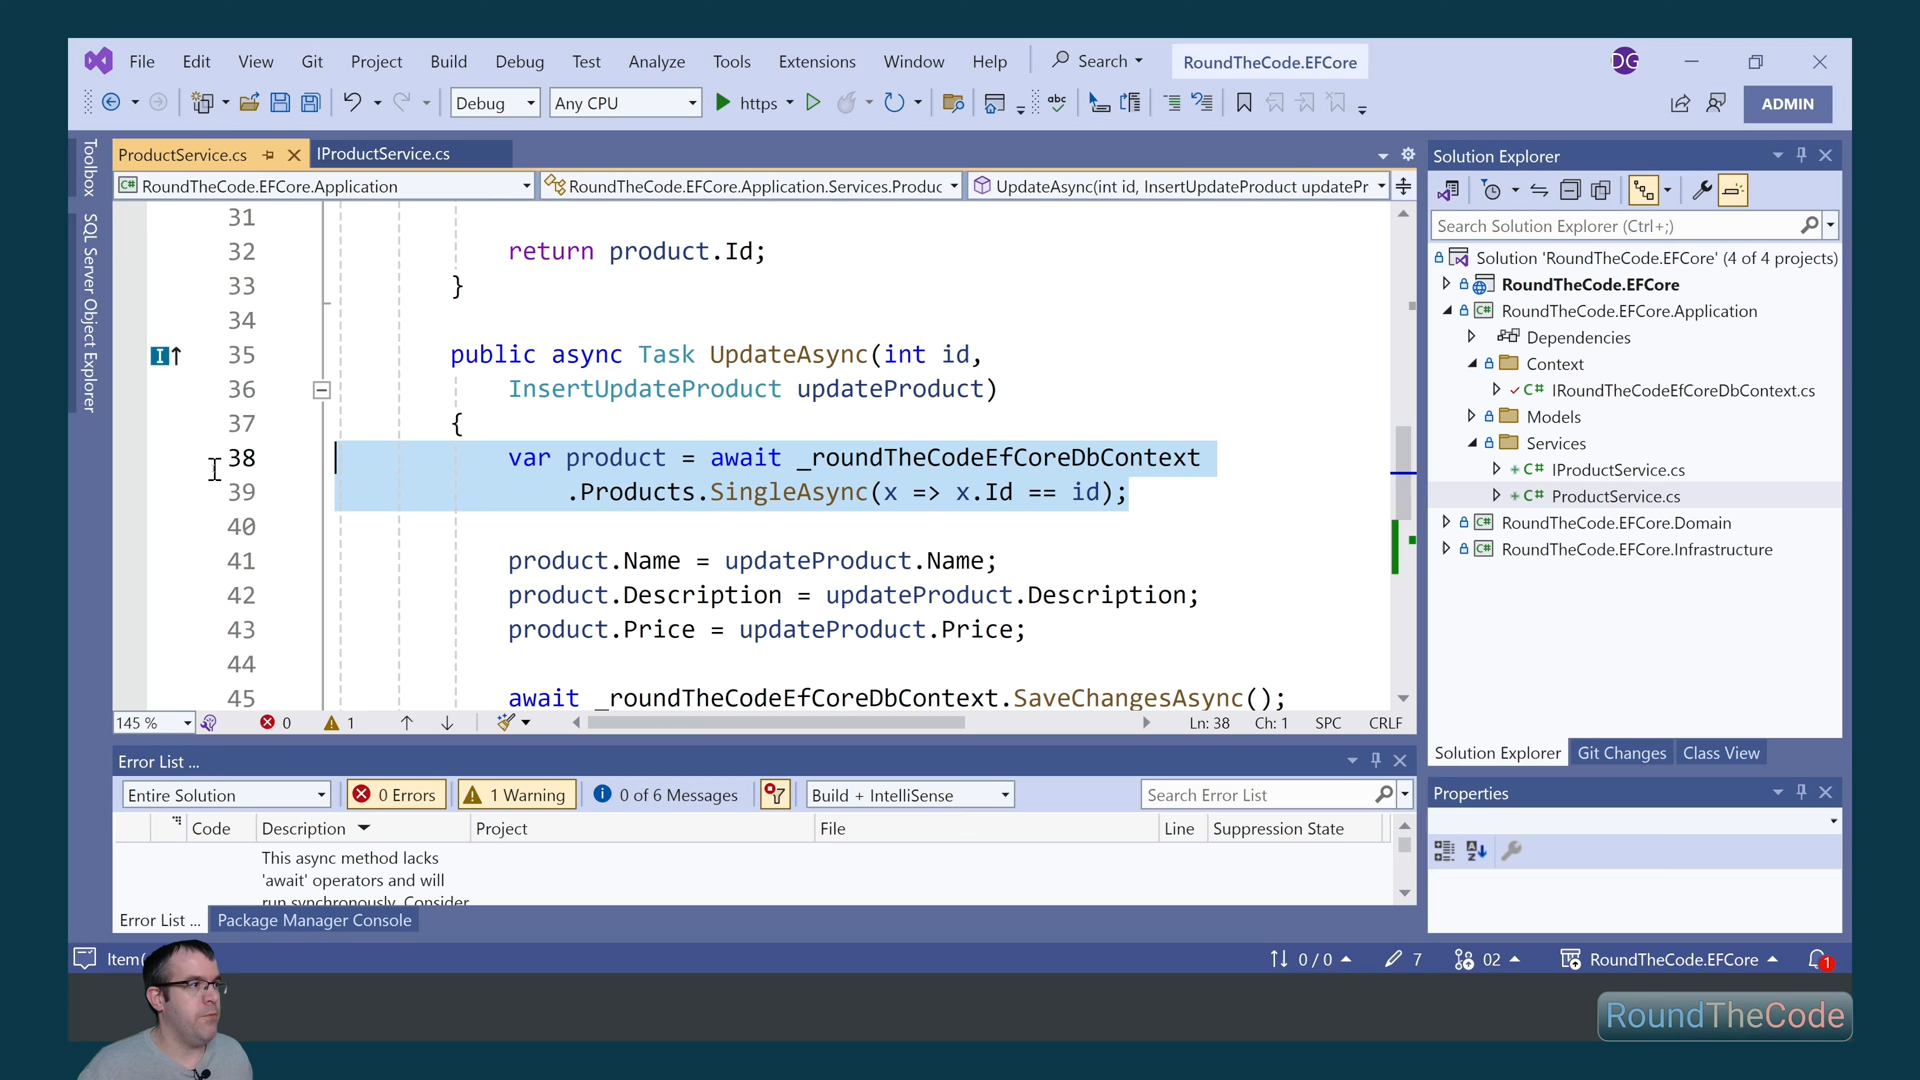 File Edit View Git Project Build Debug Test Analyze Tools Extensions Window Help Search RoundTheCode.EFCore DG
Debug Any CPU https abc ADMIN
Toolbox
SQL Server Object Explorer
ProductService.cs IProductService.cs
C# RoundTheCode.EFCore.Application RoundTheCode.EFCore.Application.Services.Produc UpdateAsync(int id, InsertUpdateProduct updatePr
31
32 return product.Id;
33 }
34
35 public async Task UpdateAsync(int id,
36 InsertUpdateProduct updateProduct)
37 {
38 var product = await _roundTheCodeEfCoreDbContext
39 .Products.SingleAsync(x => x.Id == id);
40
41 product.Name = updateProduct.Name;
42 product.Description = updateProduct.Description;
43 product.Price = updateProduct.Price;
44
45 await _roundTheCodeEfCoreDbContext.SaveChangesAsync();
145 % 0 1 Ln: 38 Ch: 1 SPC CRLF
Error List ...
Entire Solution 0 Errors 1 Warning 0 of 6 Messages Build + IntelliSense Search Error List
Code Description Project File Line Suppression State
This async method lacks
'await' operators and will
run synchronously. Consider
Error List ... Package Manager Console
Solution Explorer
Search Solution Explorer (Ctrl+;)
Solution 'RoundTheCode.EFCore' (4 of 4 projects)
RoundTheCode.EFCore
C# RoundTheCode.EFCore.Application
Dependencies
Context
C# IRoundTheCodeEfCoreDbContext.cs
Models
Services
C# IProductService.cs
C# ProductService.cs
C# RoundTheCode.EFCore.Domain
C# RoundTheCode.EFCore.Infrastructure
Solution Explorer Git Changes Class View
Properties
Item( 0 / 0 7 02 RoundTheCode.EFCore 1
RoundTheCode